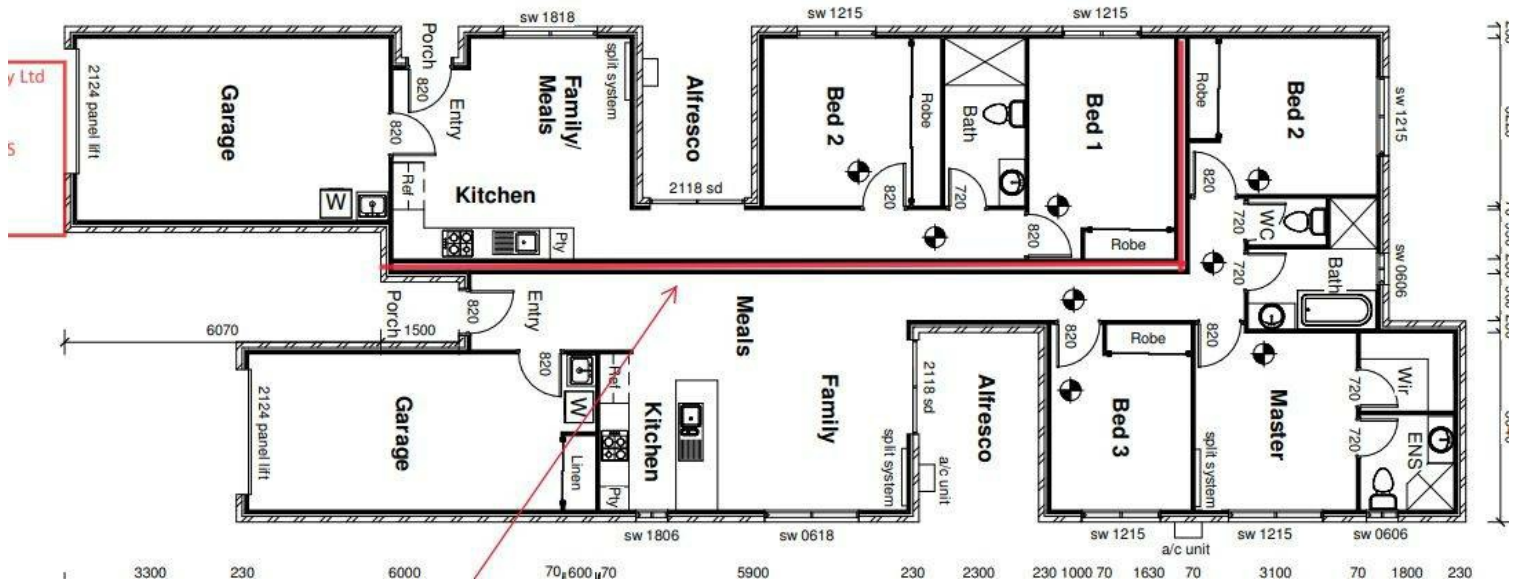 sw 1818
sw 1215
sw 1215
y Ltd
s
2124 panel lift
Garage
Porch
820
820
Entry
Family/
Meals
split system
Kitchen
Ref
Pty
W
Alfresco
2118 sd
Bed 2
Robe
820
Bath
720
Bed 1
820
Robe
Robe
Bed 2
820
sw 1215
WC
720
720
Bath
sw 0606
6070
1500
Porch
820
Entry
Meals
820
2124 panel lift
Garage
W
Linen
Ref
Kitchen
Pty
Family
split system
2118 sd
Alfresco
a/c unit
820
Robe
Bed 3
820
Master
split system
Wir
720
720
ENS
sw 1806
sw 0618
sw 1215
a/c unit
sw 1215
sw 0606
3300 230 6000 70 600 70 5900 230 2300 230 1000 70 1630 70 3100 70 1800 230